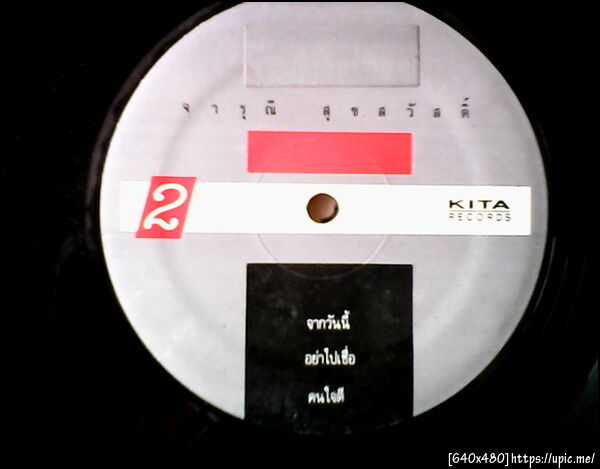 จารุณี สุขสวัสดิ์
2
KITA
RECORDS
จากวันนี้
อย่าไปเชื่อ
คนใจดี
[640x480]https://upic.me/